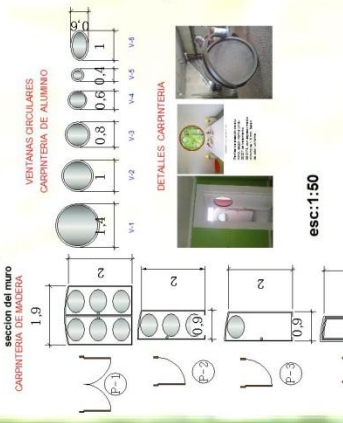 seccion del muro
CARPINTERIA DE MADERA
1,9
2
P-1
0,9
2
P-2
0,9
2
P-3
VENTANAS CIRCULARES
CARPINTERIA DE ALUMINIO
1,4
V-1
1
V-2
0,8
V-3
0,6
V-4
0,4
V-5
1
0,6
V-6
DETALLES CARPINTERIA
esc:1:50